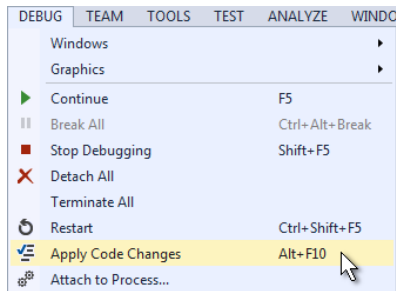 DEBUG TEAM TOOLS TEST ANALYZE WINDO
Windows
Graphics
Continue F5
Break All Ctrl+Alt+Break
Stop Debugging Shift+F5
Detach All
Terminate All
Restart Ctrl+Shift+F5
Apply Code Changes Alt+F10
Attach to Process...